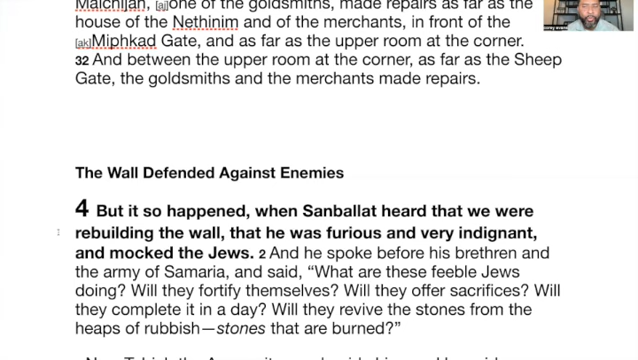 Malchijah, [aj]one of the goldsmiths, made repairs as far as the
house of the Nethinim and of the merchants, in front of the
[ak]Miphkad Gate, and as far as the upper room at the corner.
32 And between the upper room at the corner, as far as the Sheep
Gate, the goldsmiths and the merchants made repairs.
The Wall Defended Against Enemies
4 But it so happened, when Sanballat heard that we were
rebuilding the wall, that he was furious and very indignant,
and mocked the Jews. 2 And he spoke before his brethren and
the army of Samaria, and said, “What are these feeble Jews
doing? Will they fortify themselves? Will they offer sacrifices? Will
they complete it in a day? Will they revive the stones from the
heaps of rubbish—stones that are burned?”